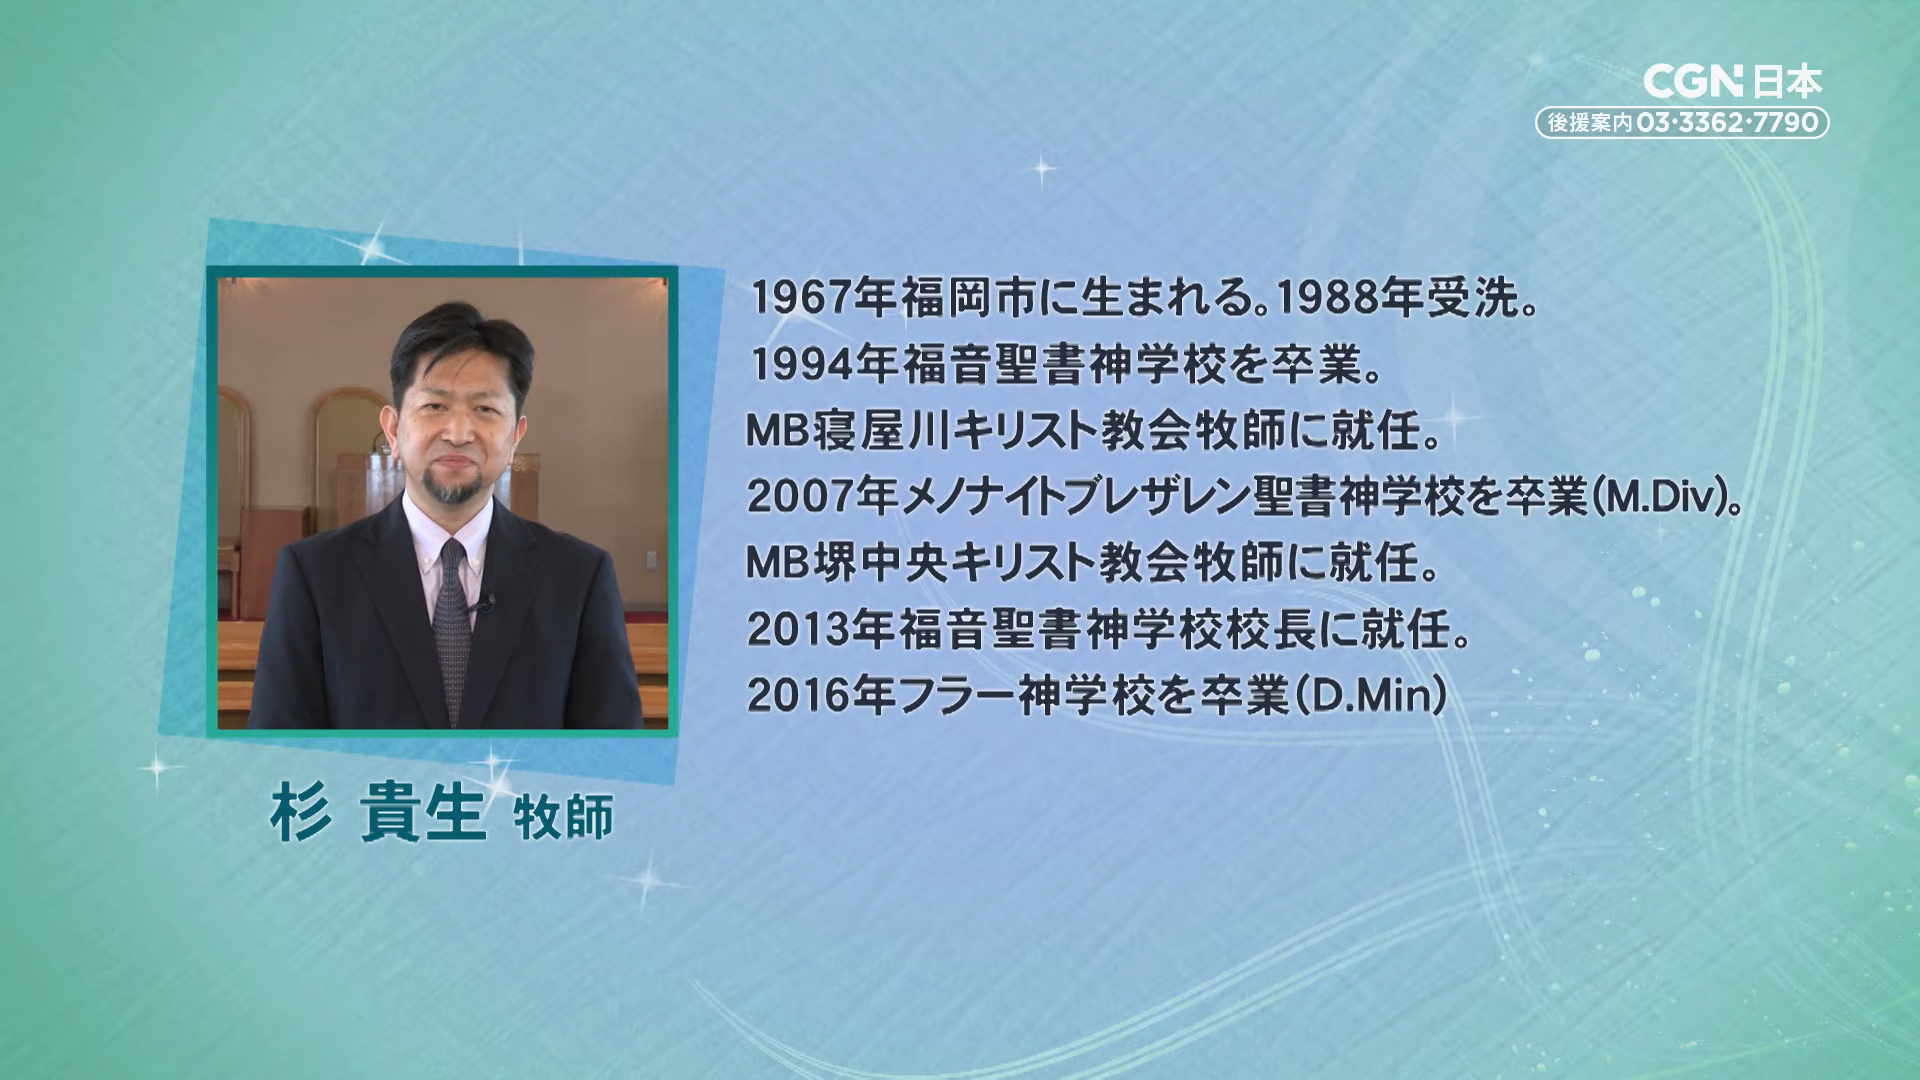 CGN日本
後援案内03・3362・7790
1967年福岡市に生まれる。1988年受洗。
1994年福音聖書神学校を卒業。
MB寝屋川キリスト教会牧師に就任。
2007年メノナイトブレザレン聖書神学校を卒業(M.Div)。
MB堺中央キリスト教会牧師に就任。
2013年福音聖書神学校校長に就任。
2016年フラー神学校を卒業(D.Min)
杉 貴生 牧師